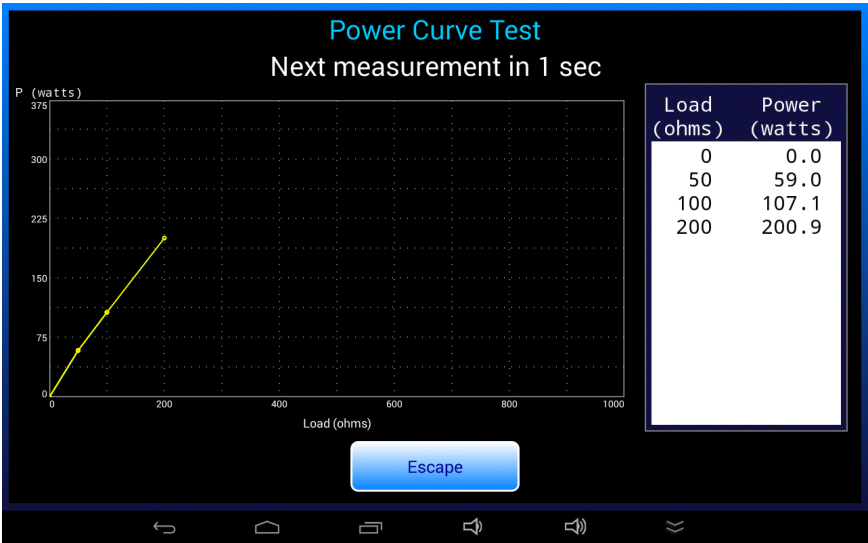 Power Curve Test
Next measurement in 1 sec
P (watts)
375
300
225
150
75
0
0 200 400 600 800 1000
Load (ohms)
Load Power
(ohms) (watts)
0 0.0
50 59.0
100 107.1
200 200.9
Escape